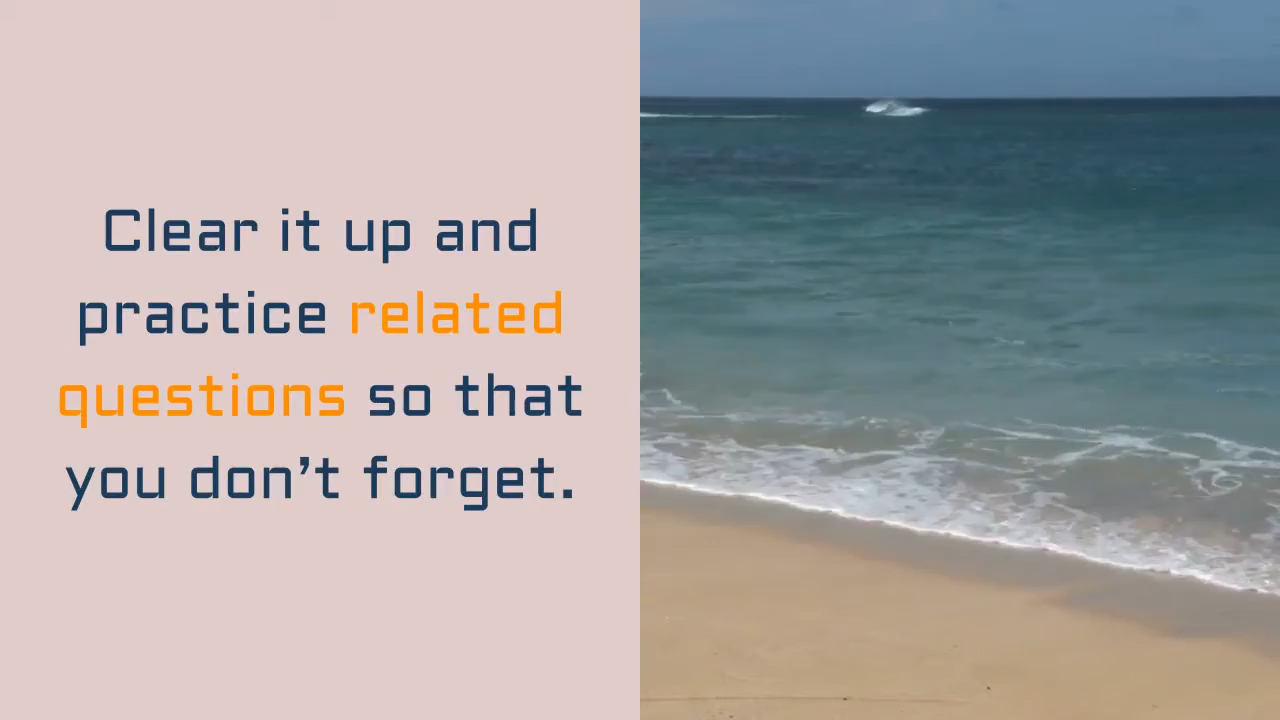 Clear it up and
practice related
questions so that
you don’t forget.